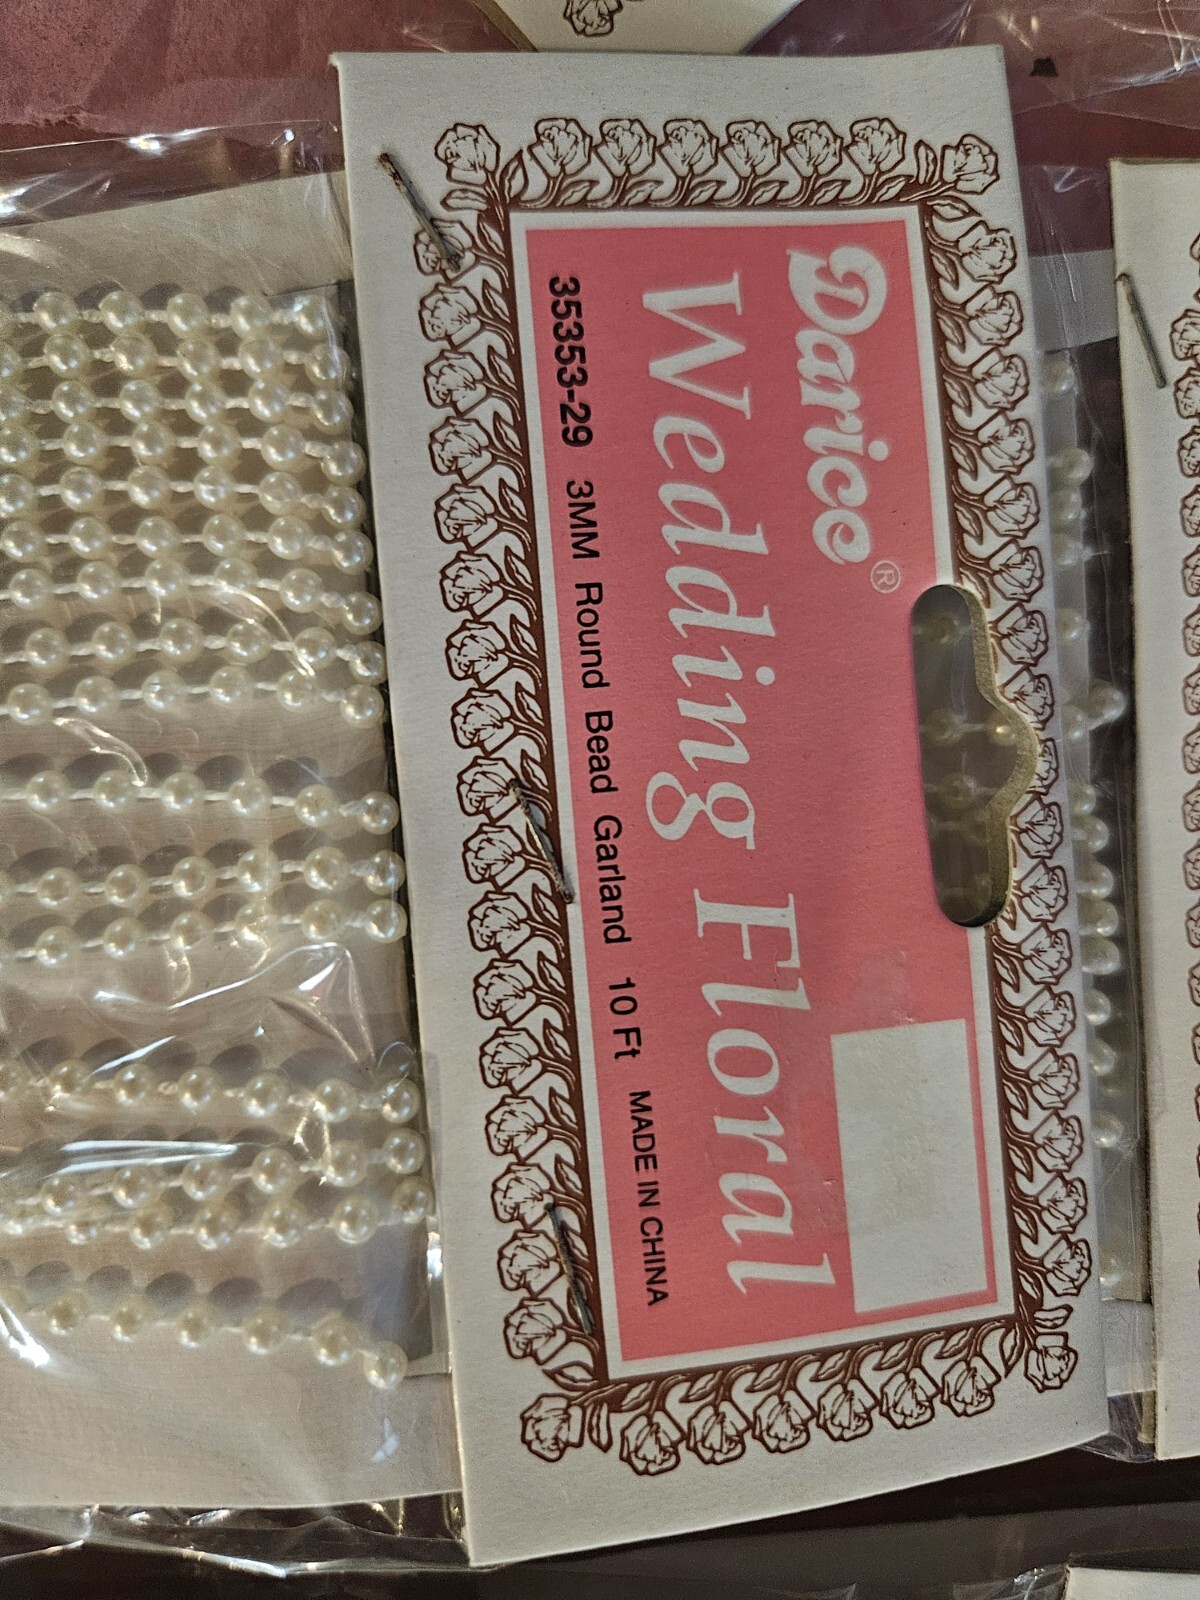 Darice®
Wedding Floral
35353-29 3MM Round Bead Garland 10 Ft MADE IN CHINA